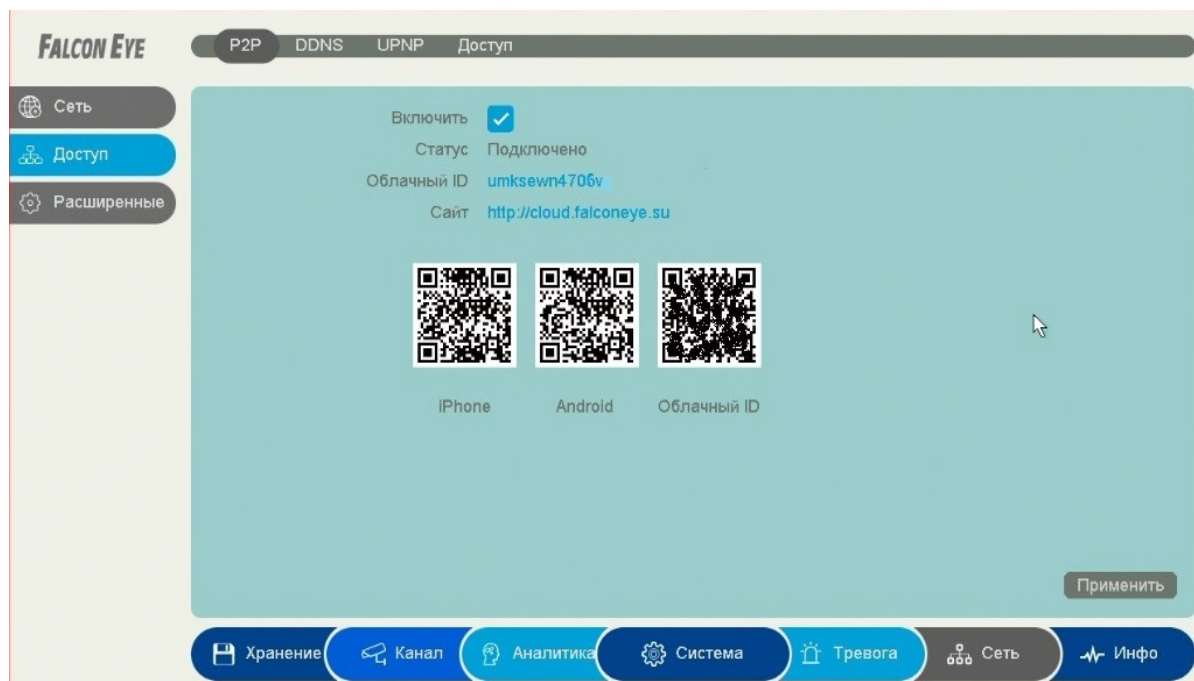 FALCON EYE
P2P DDNS UPNP Доступ
Сеть
Доступ
Расширенные
Включить
Статус Подключено
Облачный ID umksewn4706v
Сайт http://cloud.falconeye.su
iPhone Android Облачный ID
Применить
Хранение Канал Аналитика Система Тревога Сеть Инфо